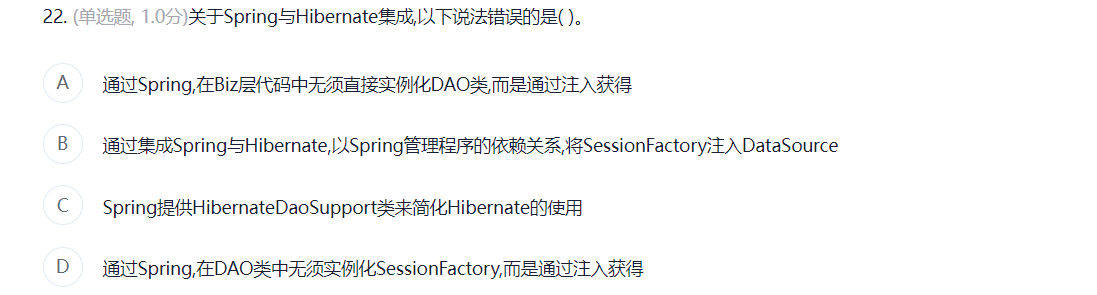 22. (单选题, 1.0分)关于Spring与Hibernate集成,以下说法错误的是( )。
A 通过Spring,在Biz层代码中无须直接实例化DAO类,而是通过注入获得
B 通过集成Spring与Hibernate,以Spring管理程序的依赖关系,将SessionFactory注入DataSource
C Spring提供HibernateDaoSupport类来简化Hibernate的使用
D 通过Spring,在DAO类中无须实例化SessionFactory,而是通过注入获得